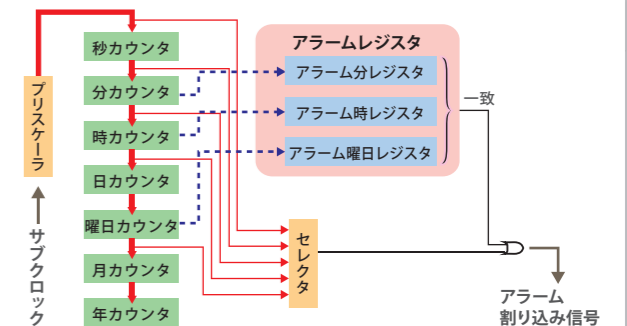 プリスケーラ
サブクロック
秒カウンタ
分カウンタ
時カウンタ
日カウンタ
曜日カウンタ
月カウンタ
年カウンタ
アラームレジスタ
アラーム分レジスタ
アラーム時レジスタ
アラーム曜日レジスタ
一致
セレクタ
アラーム
割り込み信号